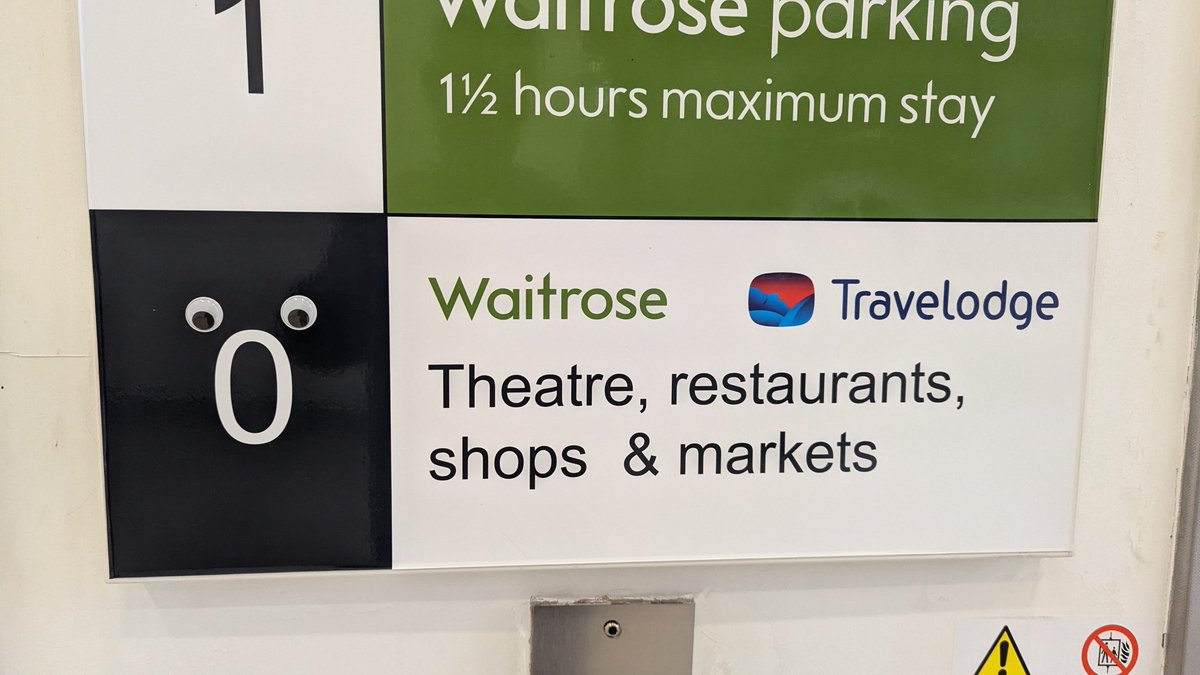 1
Waitrose parking
1½ hours maximum stay
0
Waitrose
Travelodge
Theatre, restaurants,
shops & markets